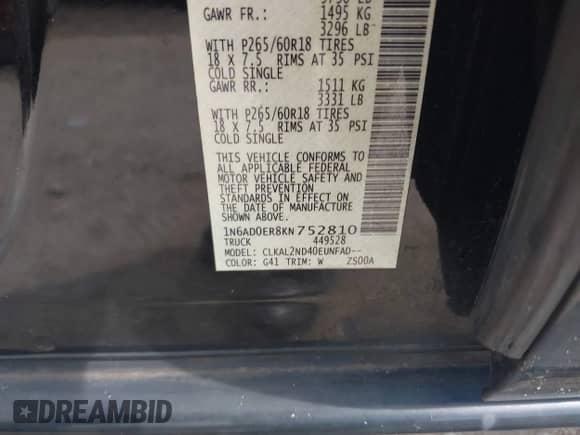 GAWR FR.: 1495 KG
3296 LB
WITH P265/60R18 TIRES
18 X 7.5 RIMS AT 35 PSI
COLD SINGLE
GAWR RR.: 1511 KG
3331 LB
WITH P265/60R18 TIRES
18 X 7.5 RIMS AT 35 PSI
COLD SINGLE
THIS VEHICLE CONFORMS TO
ALL APPLICABLE FEDERAL
MOTOR VEHICLE SAFETY AND
THEFT PREVENTION
STANDARDS IN EFFECT ON
THE DATE OF MANUFACTURE
SHOWN ABOVE.
1N6AD0ER8KN752810
TRUCK 449528
MODEL: CLKAL2ND40EUNFAD--
COLOR: G41 TRIM: W ZS00A
DREAMBID